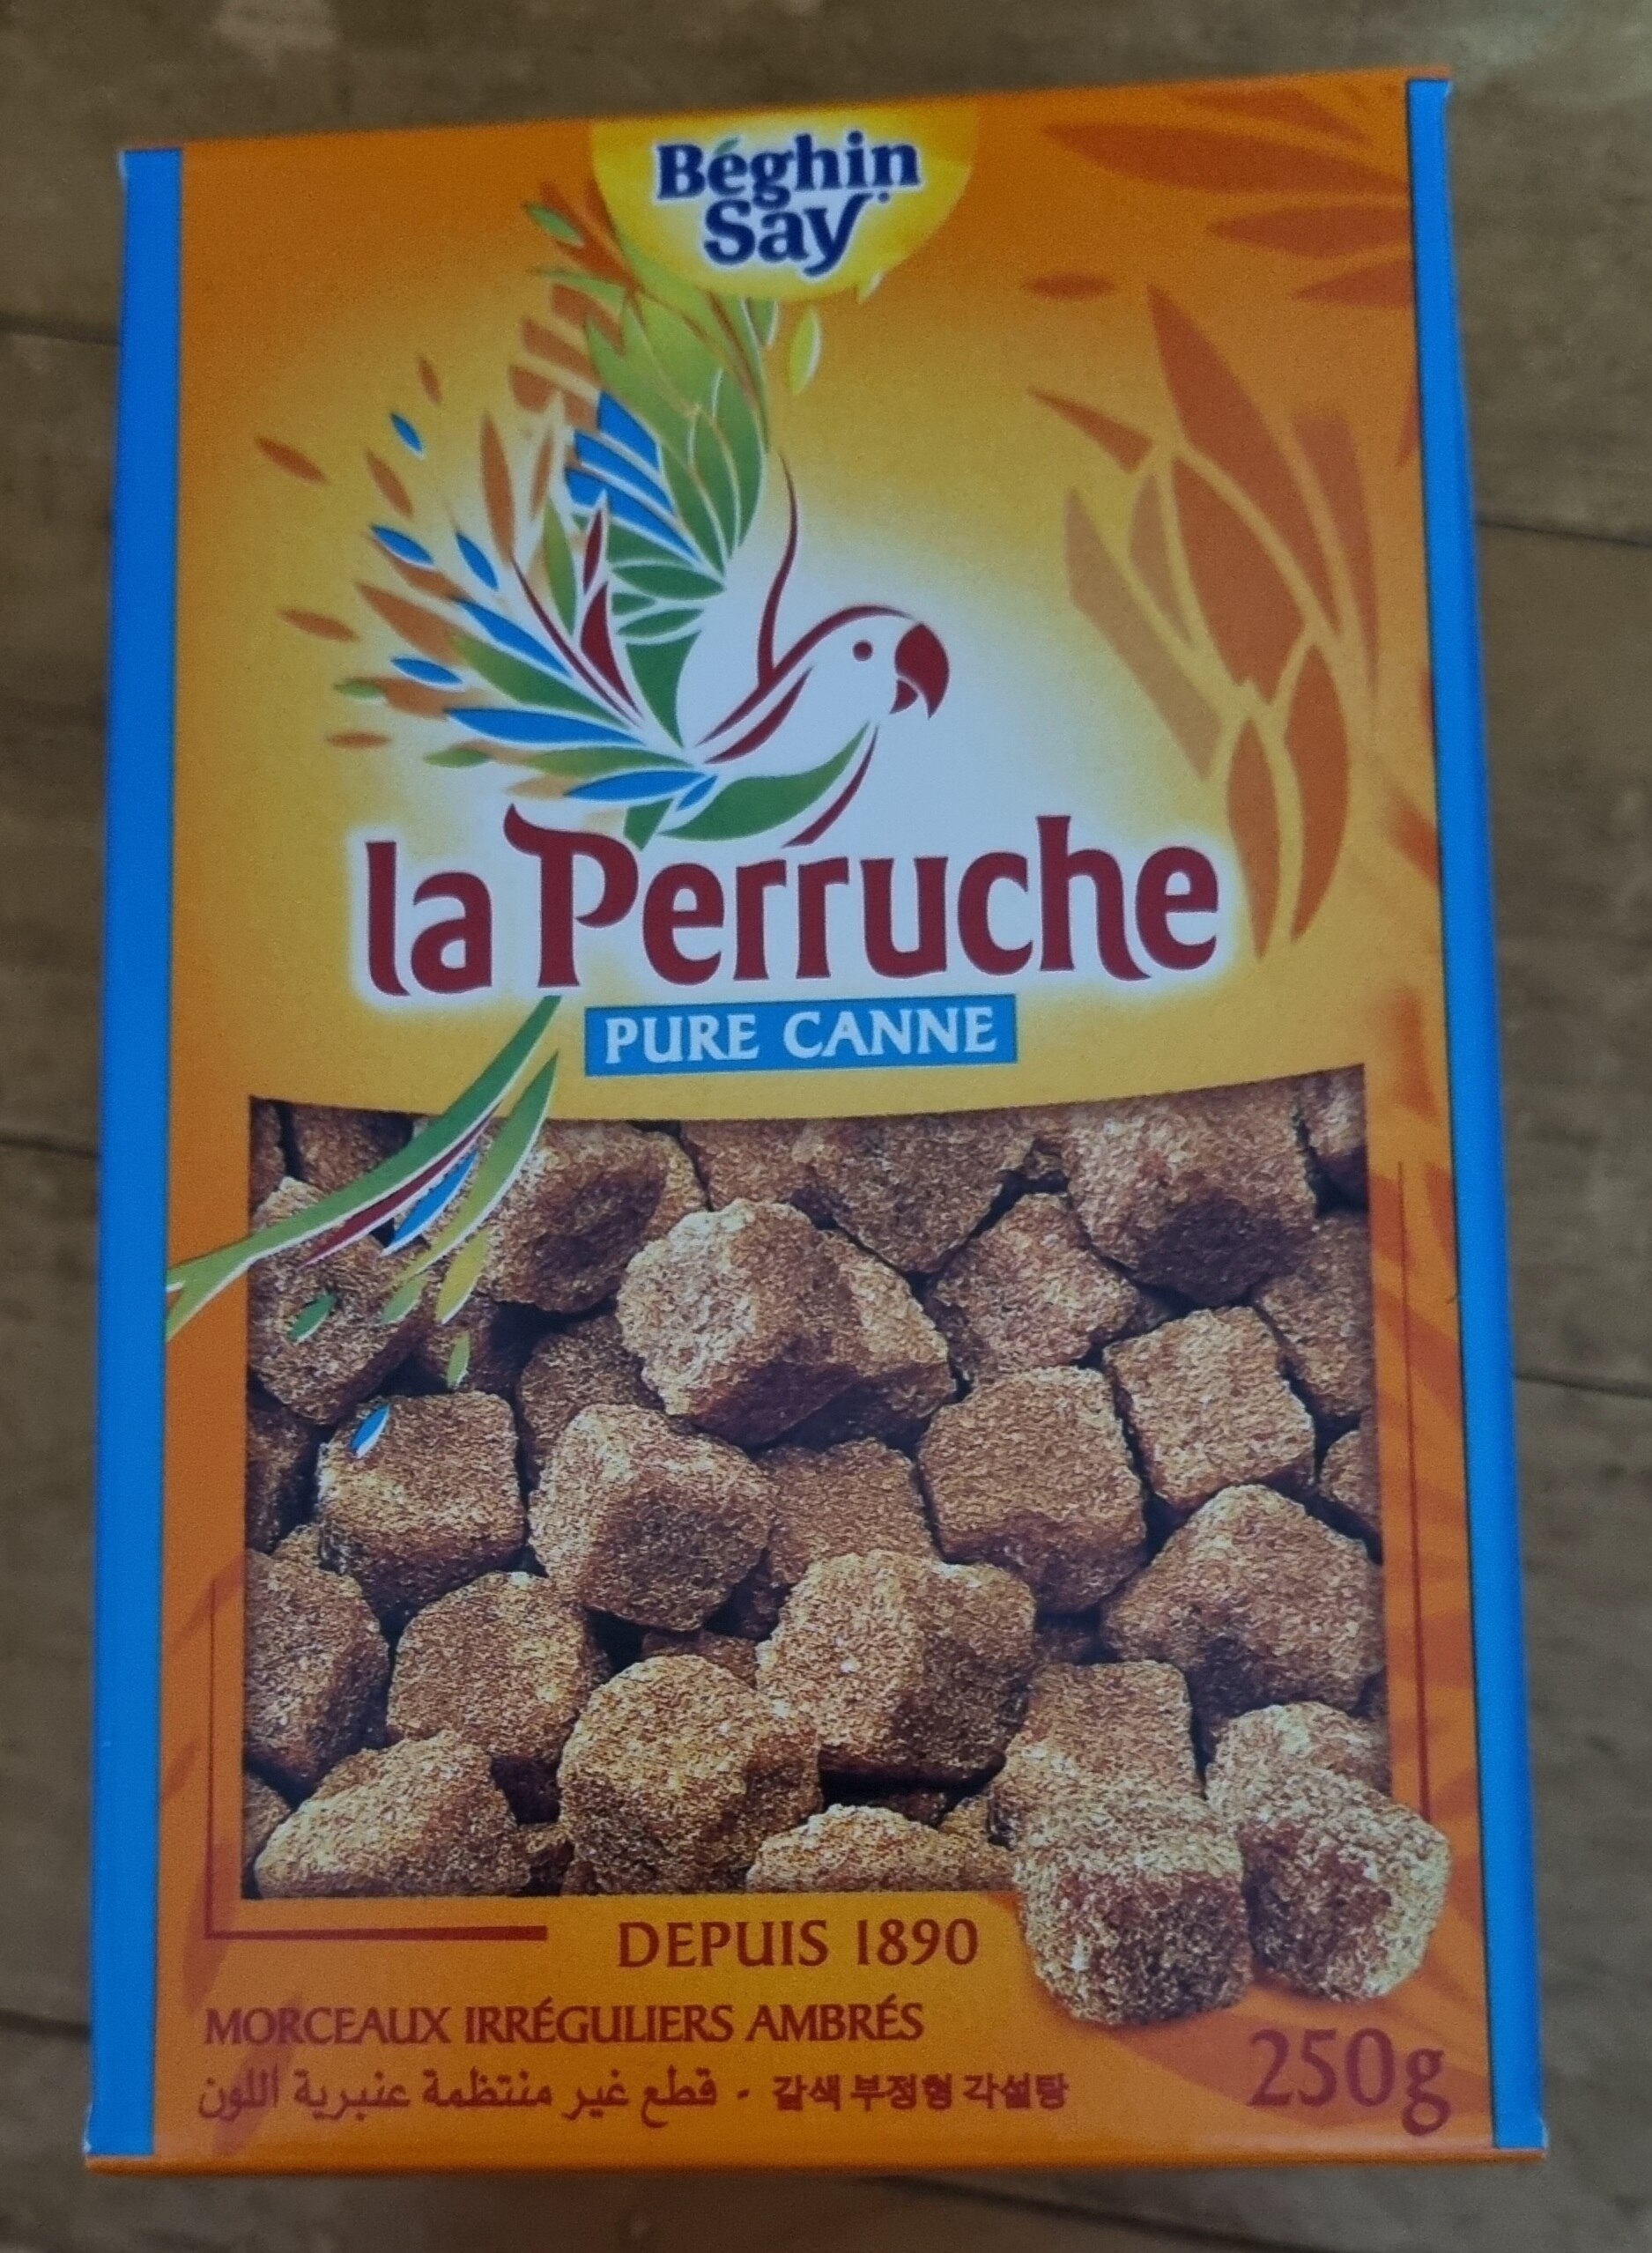 Béghin
Say
la Perruche
PURE CANNE
DEPUIS 1890
MORCEAUX IRRÉGULIERS AMBRÉS
قطع غير منتظمة عنبرية اللون - 갈색 부정형 각설탕
250g